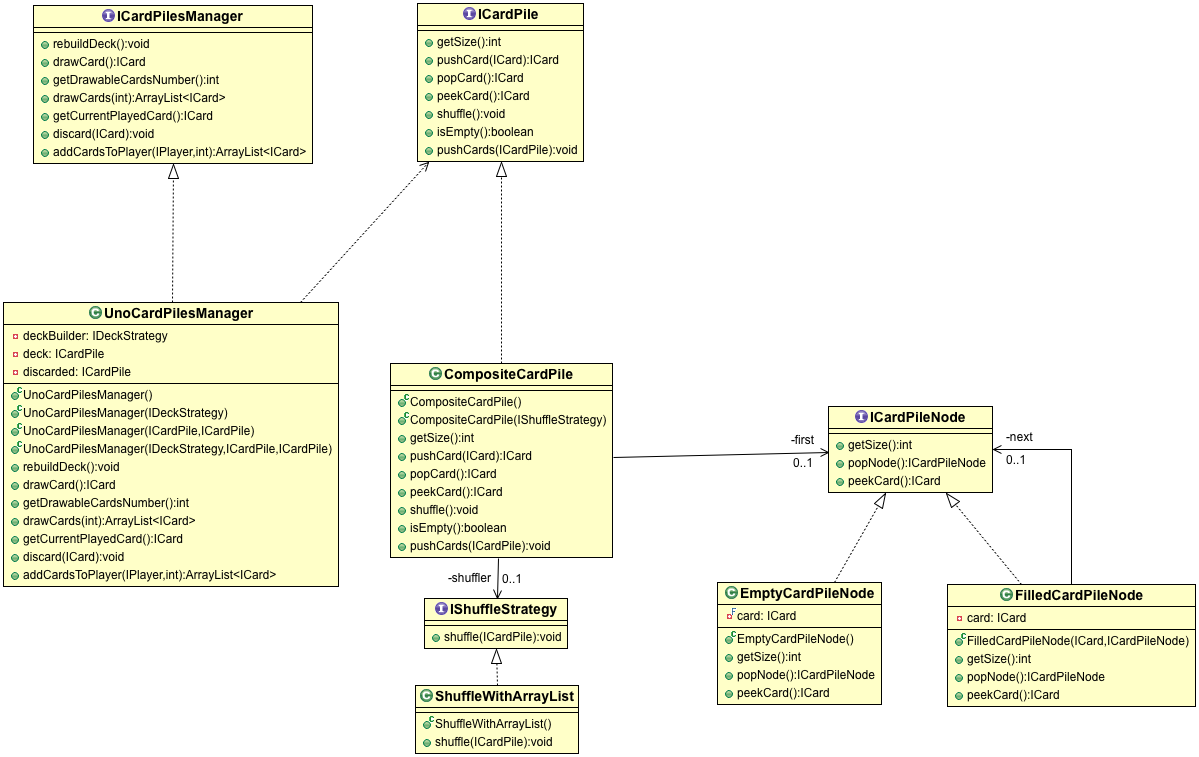 ICardPilesManager
rebuildDeck():void
drawCard():ICard
getDrawableCardsNumber():int
drawCards(int):ArrayList<ICard>
getCurrentPlayedCard():ICard
discard(ICard):void
addCardsToPlayer(IPlayer,int):ArrayList<ICard>
ICardPile
getSize():int
pushCard(ICard):ICard
popCard():ICard
peekCard():ICard
shuffle():void
isEmpty():boolean
pushCards(ICardPile):void
UnoCardPilesManager
deckBuilder: IDeckStrategy
deck: ICardPile
discarded: ICardPile
UnoCardPilesManager()
UnoCardPilesManager(IDeckStrategy)
UnoCardPilesManager(ICardPile,ICardPile)
UnoCardPilesManager(IDeckStrategy,ICardPile,ICardPile)
rebuildDeck():void
drawCard():ICard
getDrawableCardsNumber():int
drawCards(int):ArrayList<ICard>
getCurrentPlayedCard():ICard
discard(ICard):void
addCardsToPlayer(IPlayer,int):ArrayList<ICard>
CompositeCardPile
CompositeCardPile()
CompositeCardPile(IShuffleStrategy)
getSize():int
pushCard(ICard):ICard
popCard():ICard
peekCard():ICard
shuffle():void
isEmpty():boolean
pushCards(ICardPile):void
-first
0..1
ICardPileNode
getSize():int
popNode():ICardPileNode
peekCard():ICard
-next
0..1
-shuffler
0..1
IShuffleStrategy
shuffle(ICardPile):void
ShuffleWithArrayList
ShuffleWithArrayList()
shuffle(ICardPile):void
EmptyCardPileNode
card: ICard
EmptyCardPileNode()
getSize():int
popNode():ICardPileNode
peekCard():ICard
FilledCardPileNode
card: ICard
FilledCardPileNode(ICard,ICardPileNode)
getSize():int
popNode():ICardPileNode
peekCard():ICard